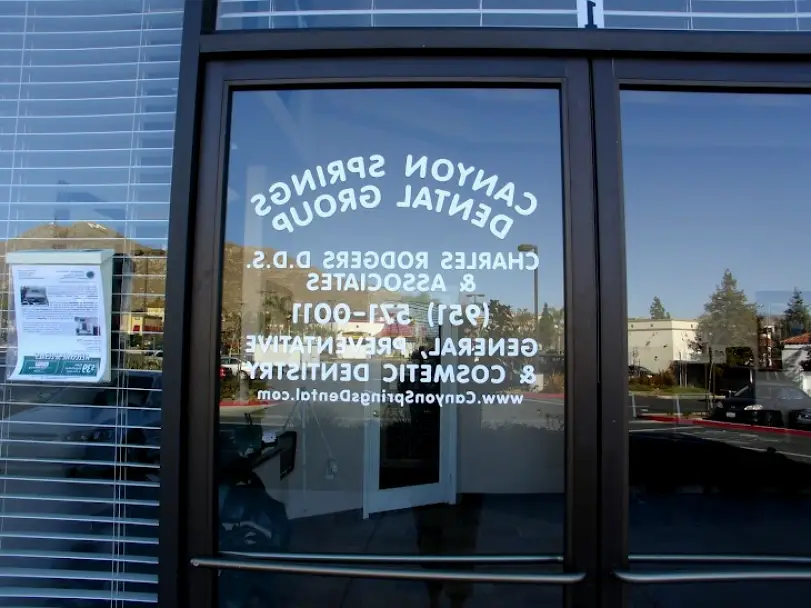 CANYON SPRINGS
DENTAL GROUP
CHARLES RODGERS D.D.S.
& ASSOCIATES
(951) 571-0011
GENERAL, PREVENTATIVE
& COSMETIC DENTISTRY
www.CanyonSpringsDental.com